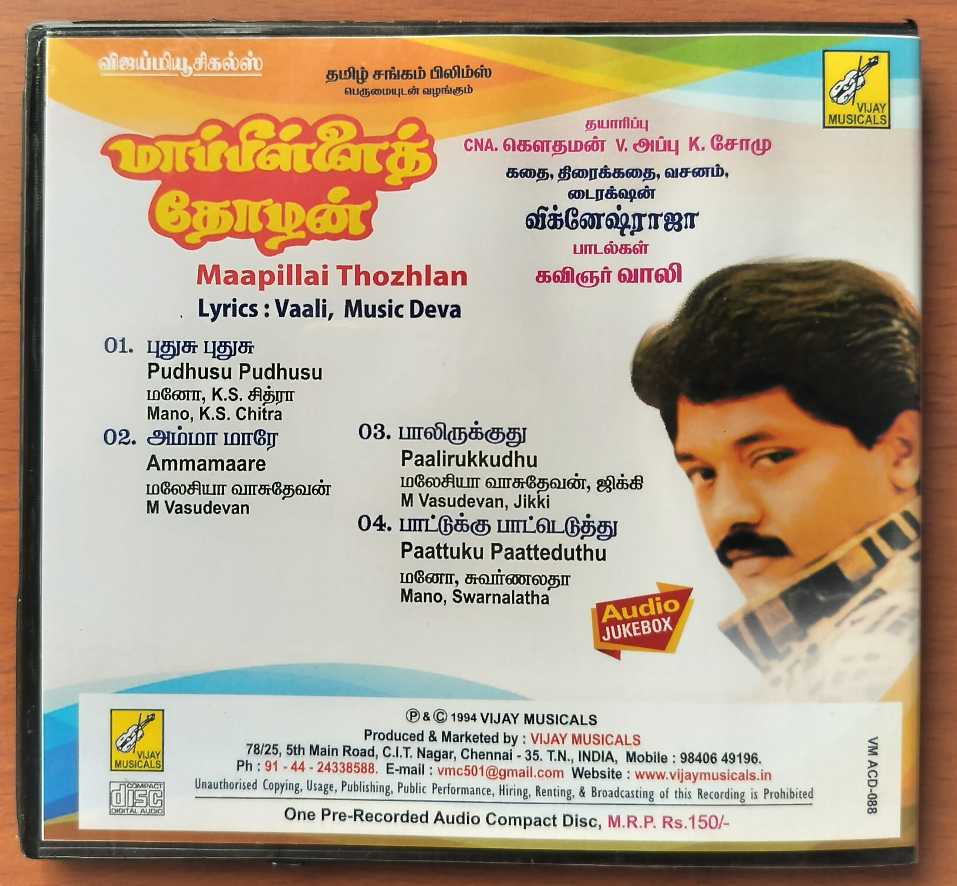 விஜய்மியூசிகல்ஸ்
தமிழ் சங்கம் பிலிம்ஸ்
பெருமையுடன் வழங்கும்
VIJAY
MUSICALS
மாப்பிள்ளைத்
தோழன்
Maapillai Thozhlan
Lyrics : Vaali, Music Deva
தயாரிப்பு
CNA. கௌதமன் V. அப்பு K. சோமு
கதை, திரைக்கதை, வசனம்,
டைரக்ஷன்
விக்னேஷ்ராஜா
பாடல்கள்
கவிஞர் வாலி
01. புதுசு புதுசு
Pudhusu Pudhusu
மனோ, K.S. சித்ரா
Mano, K.S. Chitra
02. அம்மா மாரே
Ammamaare
மலேசியா வாசுதேவன்
M Vasudevan
03. பாலிருக்குது
Paalirukkudhu
மலேசியா வாசுதேவன், ஜிக்கி
M Vasudevan, Jikki
04. பாட்டுக்கு பாட்டெடுத்து
Paattuku Paatteduthu
மனோ, சுவர்ணலதா
Mano, Swarnalatha
Audio
JUKEBOX
VIJAY
MUSICALS
COMPACT
disc
DIGITAL AUDIO
Ⓟ & © 1994 VIJAY MUSICALS
Produced & Marketed by : VIJAY MUSICALS
78/25, 5th Main Road, C.I.T. Nagar, Chennai - 35. T.N., INDIA, Mobile : 98406 49196.
Ph : 91 - 44 - 24338588. E-mail : vmc501@gmail.com Website : www.vijaymusicals.in
Unauthorised Copying, Usage, Publishing, Public Performance, Hiring, Renting, & Broadcasting of this Recording is Prohibited
One Pre-Recorded Audio Compact Disc, M.R.P. Rs.150/-
VM ACD-088